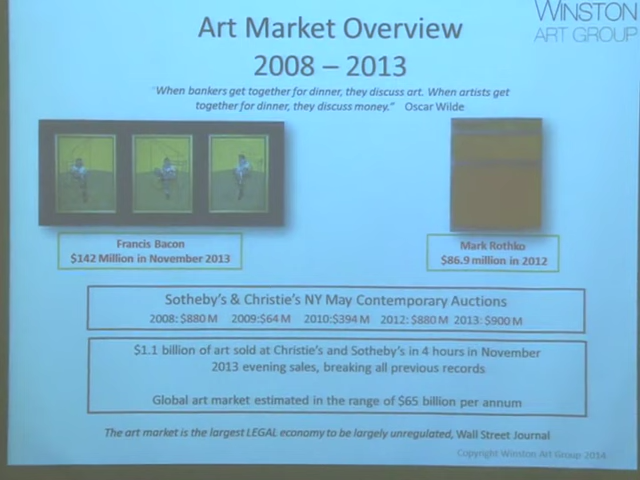 WINSTON
ART GROUP
Art Market Overview
2008 – 2013
"When bankers get together for dinner, they discuss art. When artists get
together for dinner, they discuss money." Oscar Wilde
Francis Bacon
$142 Million in November 2013
Mark Rothko
$86.9 million in 2012
Sotheby's & Christie's NY May Contemporary Auctions
2008: $880 M 2009:$64 M 2010:$394 M 2012: $880 M 2013: $900 M
$1.1 billion of art sold at Christie's and Sotheby's in 4 hours in November
2013 evening sales, breaking all previous records
Global art market estimated in the range of $65 billion per annum
The art market is the largest LEGAL economy to be largely unregulated, Wall Street Journal
Copyright Winston Art Group 2014